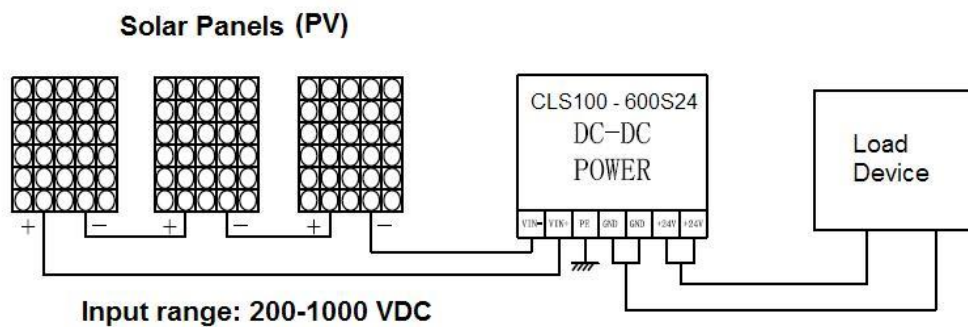 Solar Panels (PV)
CLS100 - 600S24
DC-DC
POWER
VIN- VIN+ PE GND GND +24V +24V
Load
Device
+ - + - + -
Input range: 200-1000 VDC